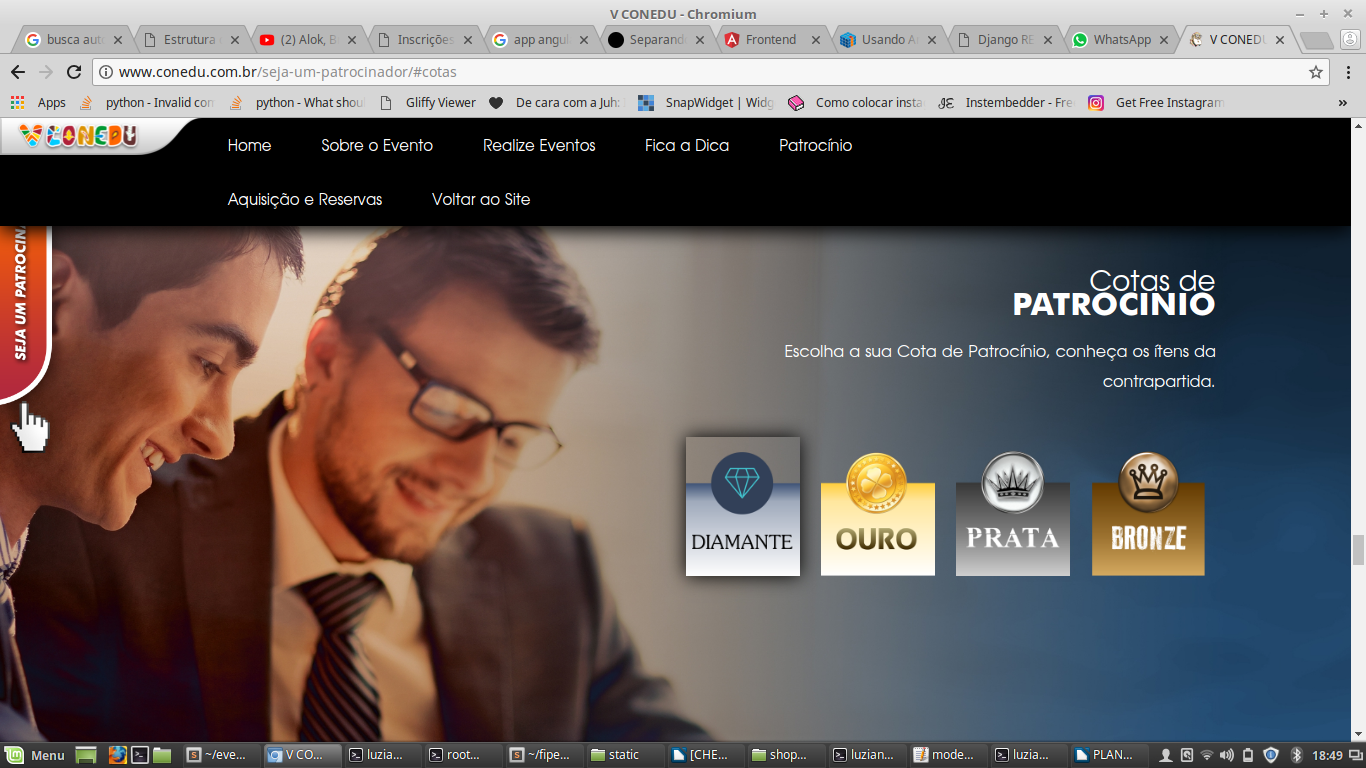 V CONEDU - Chromium
busca aut
Estrutura
(2) Alok, B
Inscrições
app angul
Separand
Frontend
Usando A
Django RE
WhatsApp
V CONEDU
www.conedu.com.br/seja-um-patrocinador/#cotas
Apps
python - Invalid con
python - What shoul
Gliffy Viewer
De cara com a Juh:
SnapWidget | Widg
Como colocar insta
Instembedder - Fre
Get Free Instagram
»
V CONEDU
Home
Sobre o Evento
Realize Eventos
Fica a Dica
Patrocínio
Aquisição e Reservas
Voltar ao Site
SEJA UM PATROCINA
Cotas de
PATROCÍNIO
Escolha a sua Cota de Patrocínio, conheça os ítens da
contrapartida.
DIAMANTE
OURO
PRATA
BRONZE
Menu
~/eve...
V CO...
luzia...
root...
~/fipe...
static
[CHE...
shop...
luzian...
mode...
luzia...
PLAN...
18:49